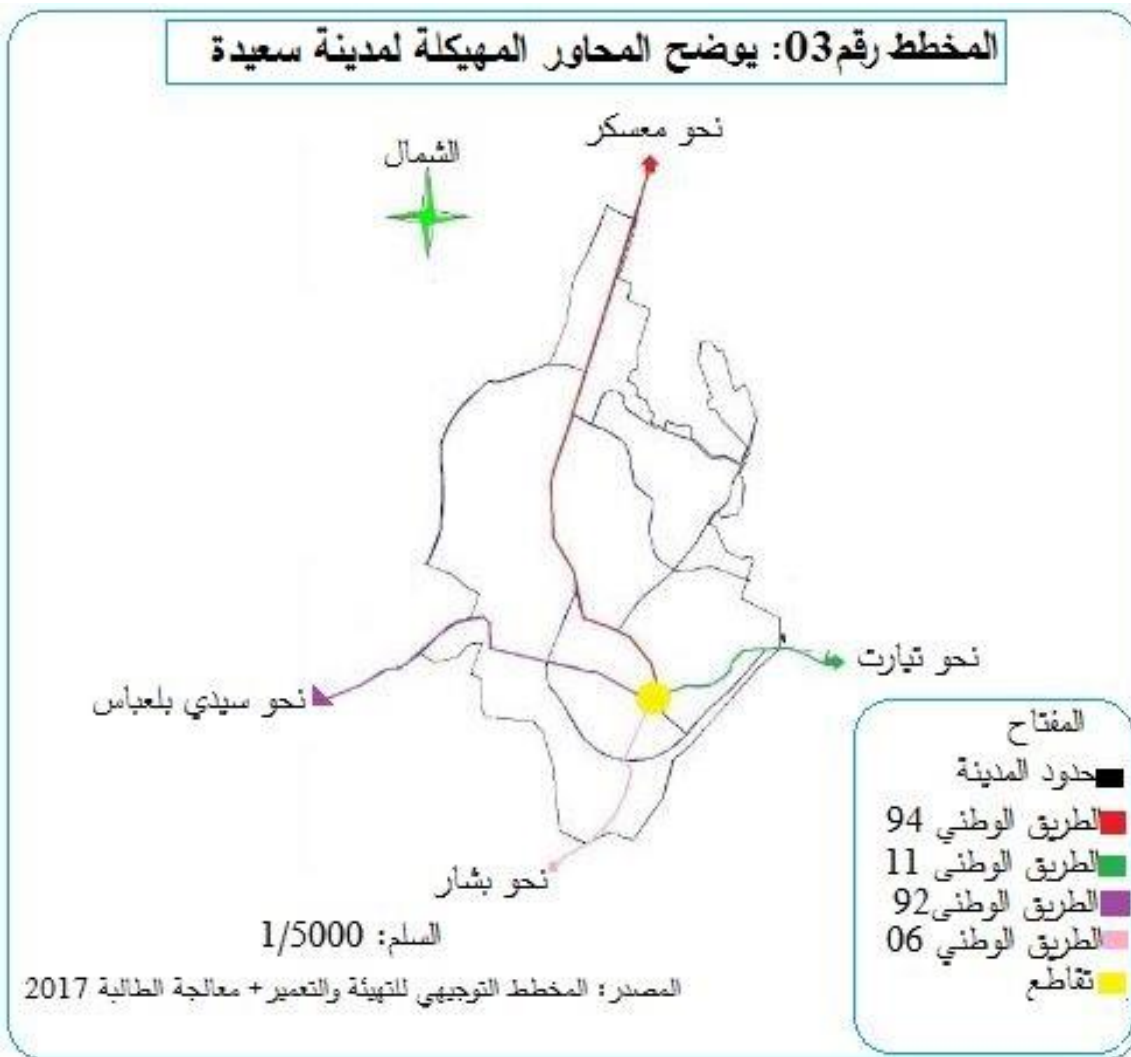 المخطط رقم03: يوضح المحاور المهيكلة لمدينة سعيدة
نحو معسكر
الشمال
نحو تيارت
نحو سيدي بلعباس
نحو بشار
المفتاح
حدود المدينة
الطريق الوطني 94
الطريق الوطني 11
الطريق الوطني92
الطريق الوطني 06
تقاطع
السلم: 1/5000
المصدر: المخطط التوجيهي للتهيئة والتعمير+ معالجة الطالبة 2017